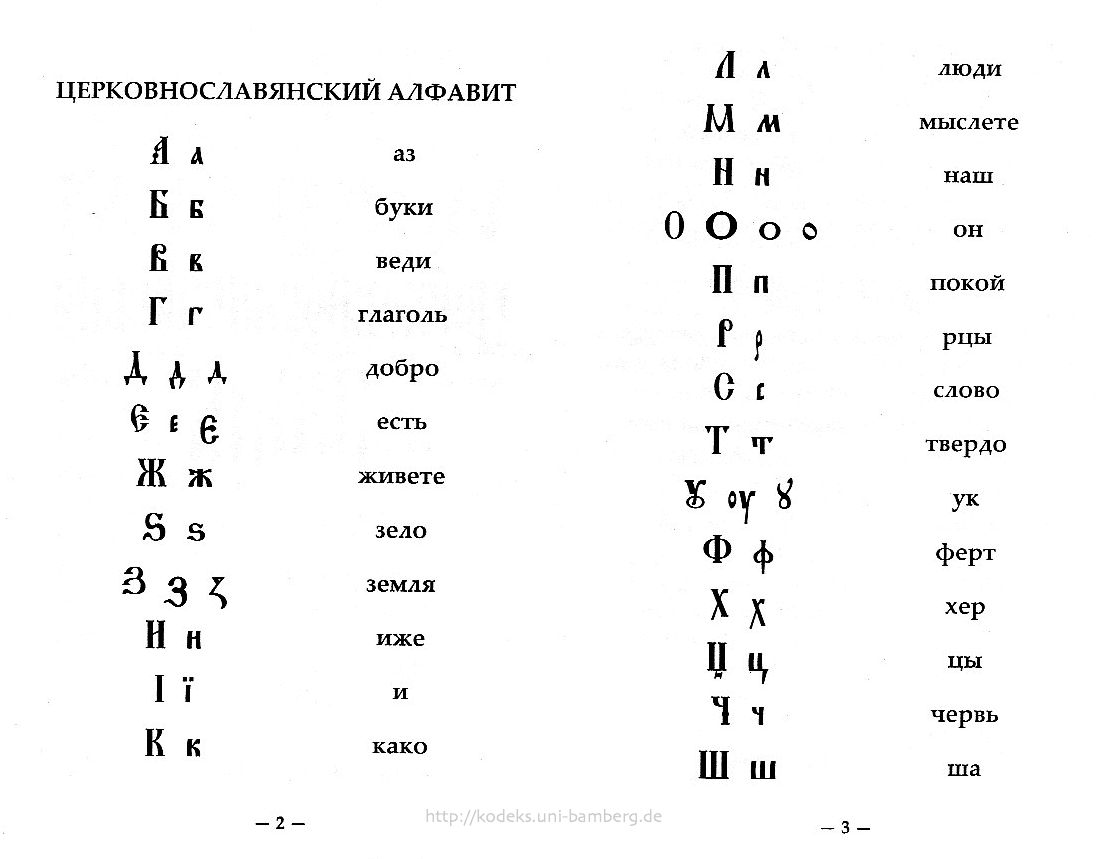 ЦЕРКОВНОСЛАВЯНСКИЙ АЛФАВИТ
А а аз
Б б буки
В в веди
Г г глаголь
Д д д добро
Є є є есть
Ж ж живете
Ѕ ѕ зело
З з ꙁ земля
И и иже
І ї и
К к како
– 2 –
Л л люди
М м мыслете
Н н наш
О О о о он
П п покой
Р р рцы
С с слово
Т т твердо
Ꙋ оу ꙋ ук
Ф ф ферт
Х х хер
Ц ц цы
Ч ч червь
Ш ш ша
– 3 –
http://kodeks.uni-bamberg.de